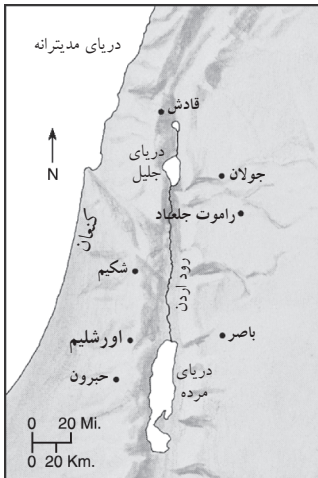 دریای مدیترانه
قادش
دریای
جلیل
جولان
راموت جلعاد
کنعان
رود اردن
شکیم
باصر
اورشلیم
دریای
مرده
حبرون
N
0 20 Mi.
0 20 Km.